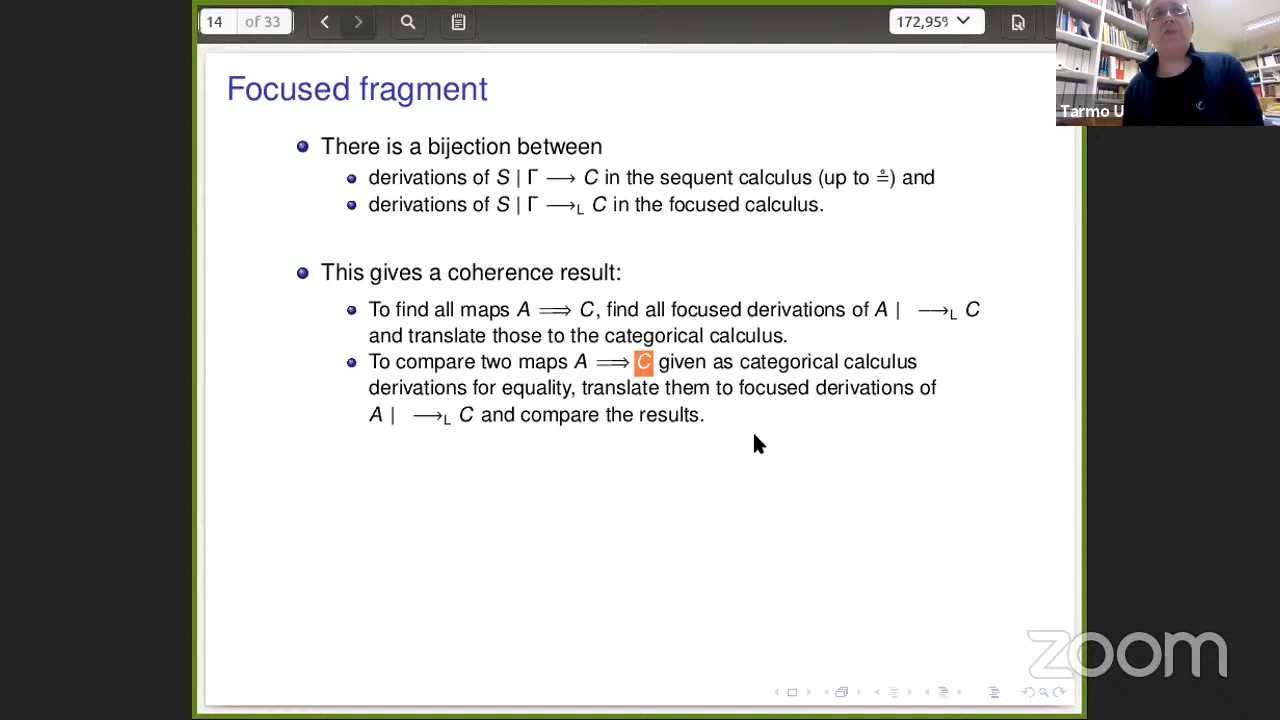 14 of 33
172,95%
Tarmo U
Focused fragment
There is a bijection between
derivations of S | Γ ⟶ C in the sequent calculus (up to ≗) and
derivations of S | Γ ⟶L C in the focused calculus.
This gives a coherence result:
To find all maps A ⟹ C, find all focused derivations of A | ⟶L C
and translate those to the categorical calculus.
To compare two maps A ⟹ C given as categorical calculus
derivations for equality, translate them to focused derivations of
A | ⟶L C and compare the results.
zoom